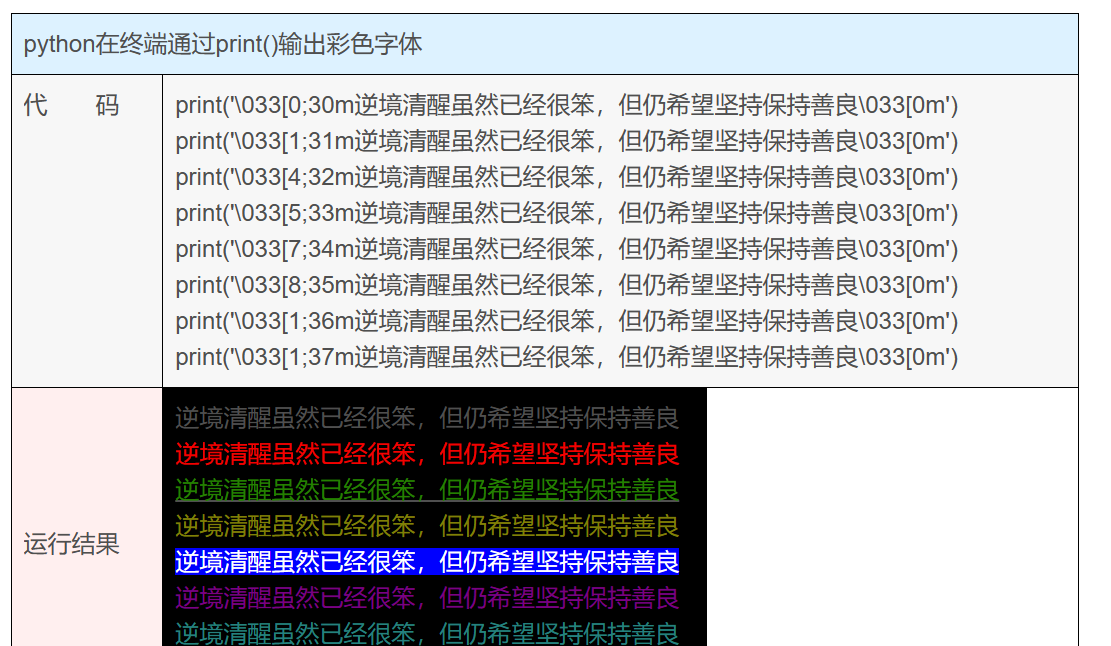 python在终端通过print()输出彩色字体
代　　码
print('\033[0;30m逆境清醒虽然已经很笨，但仍希望坚持保持善良\033[0m')
print('\033[1;31m逆境清醒虽然已经很笨，但仍希望坚持保持善良\033[0m')
print('\033[4;32m逆境清醒虽然已经很笨，但仍希望坚持保持善良\033[0m')
print('\033[5;33m逆境清醒虽然已经很笨，但仍希望坚持保持善良\033[0m')
print('\033[7;34m逆境清醒虽然已经很笨，但仍希望坚持保持善良\033[0m')
print('\033[8;35m逆境清醒虽然已经很笨，但仍希望坚持保持善良\033[0m')
print('\033[1;36m逆境清醒虽然已经很笨，但仍希望坚持保持善良\033[0m')
print('\033[1;37m逆境清醒虽然已经很笨，但仍希望坚持保持善良\033[0m')
运行结果
逆境清醒虽然已经很笨，但仍希望坚持保持善良
逆境清醒虽然已经很笨，但仍希望坚持保持善良
逆境清醒虽然已经很笨，但仍希望坚持保持善良
逆境清醒虽然已经很笨，但仍希望坚持保持善良
逆境清醒虽然已经很笨，但仍希望坚持保持善良
逆境清醒虽然已经很笨，但仍希望坚持保持善良
逆境清醒虽然已经很笨，但仍希望坚持保持善良